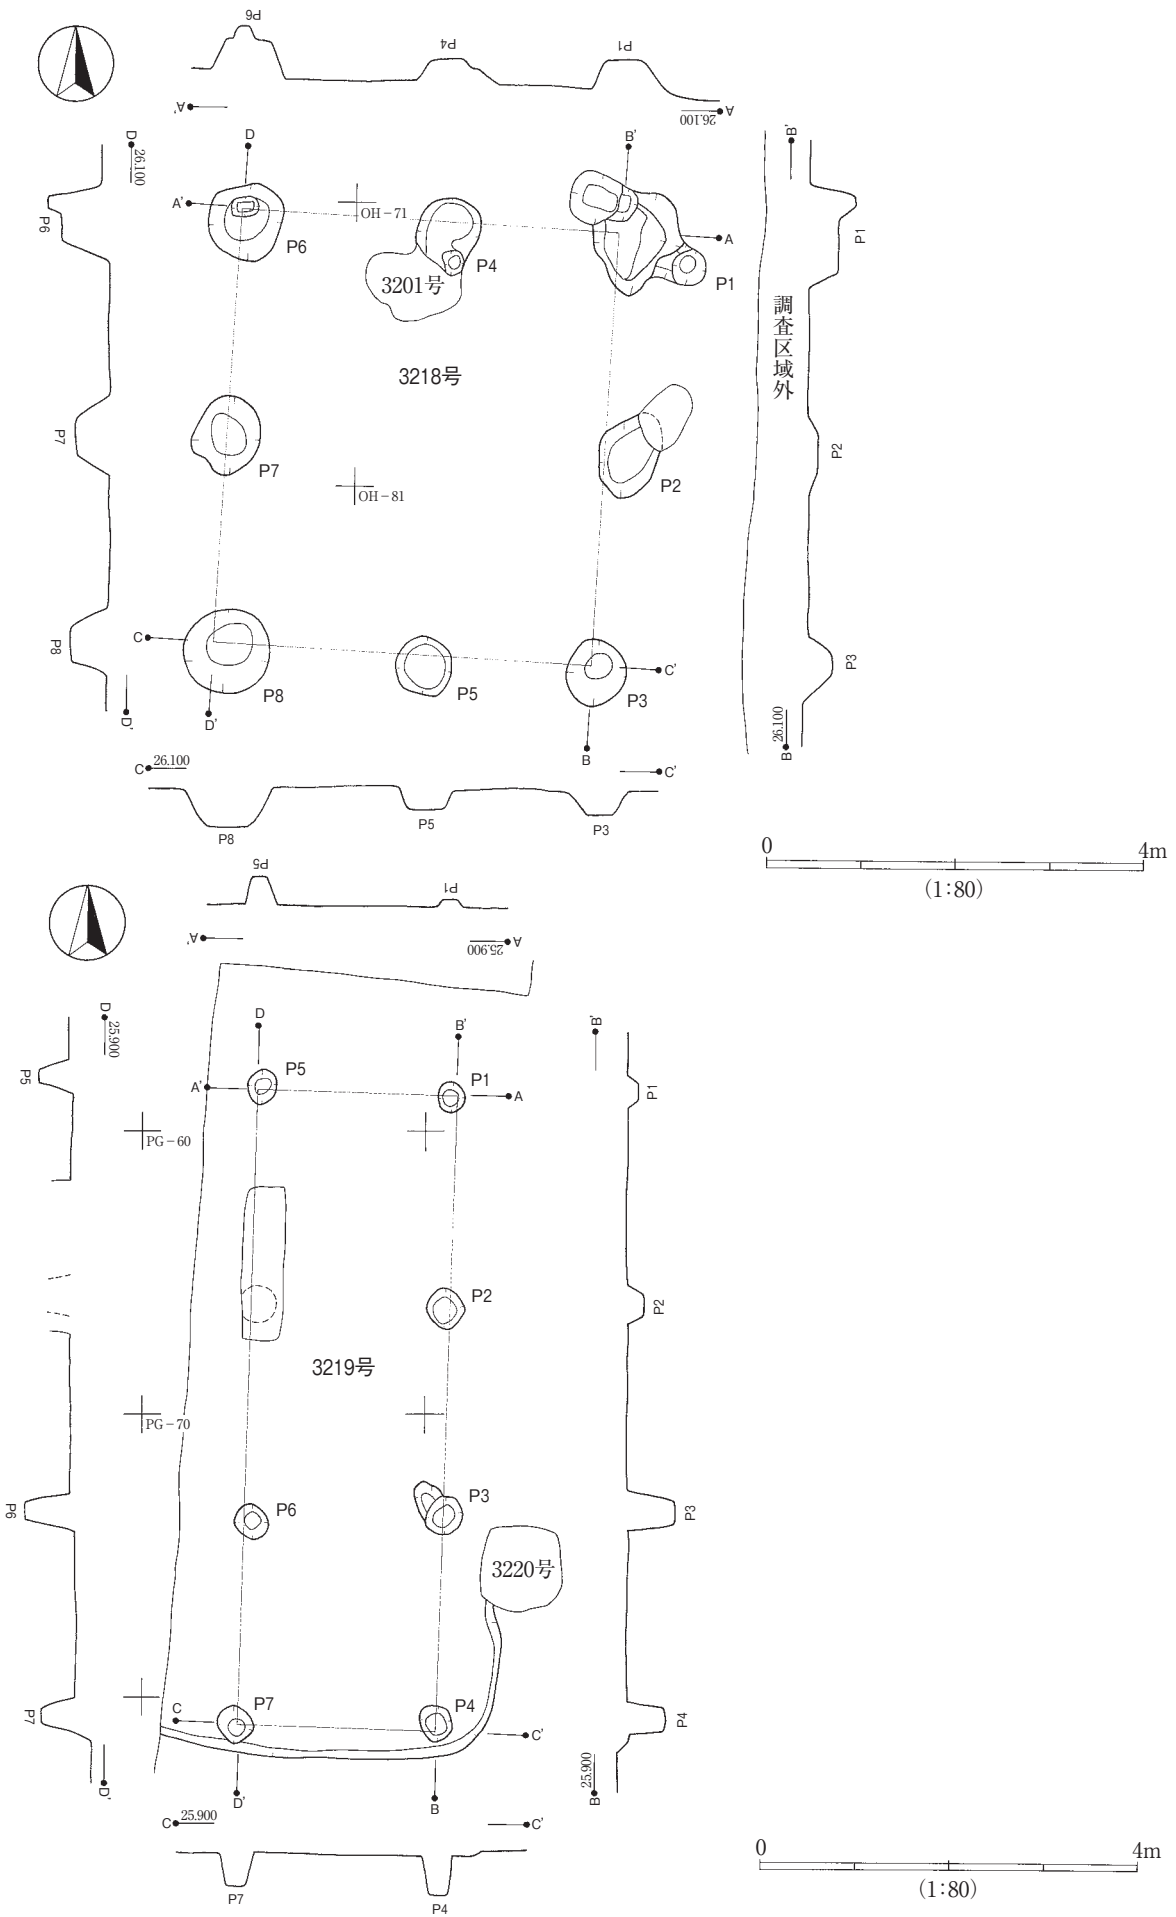 P6
P4
P1
A'
A
26.100
D
26.100
D
B'
B'
P6
A'
OH-71
A
P6
P4
P1
P1
3201号
調査区域外
3218号
P7
P7
P2
P2
OH-81
P8
C
C'
P3
P8
P5
P3
D'
D'
B
26.100
B
C
26.100
C'
P8
P5
P3
0
4m
(1:80)
P5
P1
A'
25.900
A
D
25.900
D
B'
B'
P5
A'
P5
P1
A
P1
PG-60
P2
P2
3219号
PG-70
P6
P6
P3
P3
3220号
P7
C
P7
P4
C'
P4
D'
D'
B
25.900
B
C
25.900
C'
P7
P4
0
4m
(1:80)